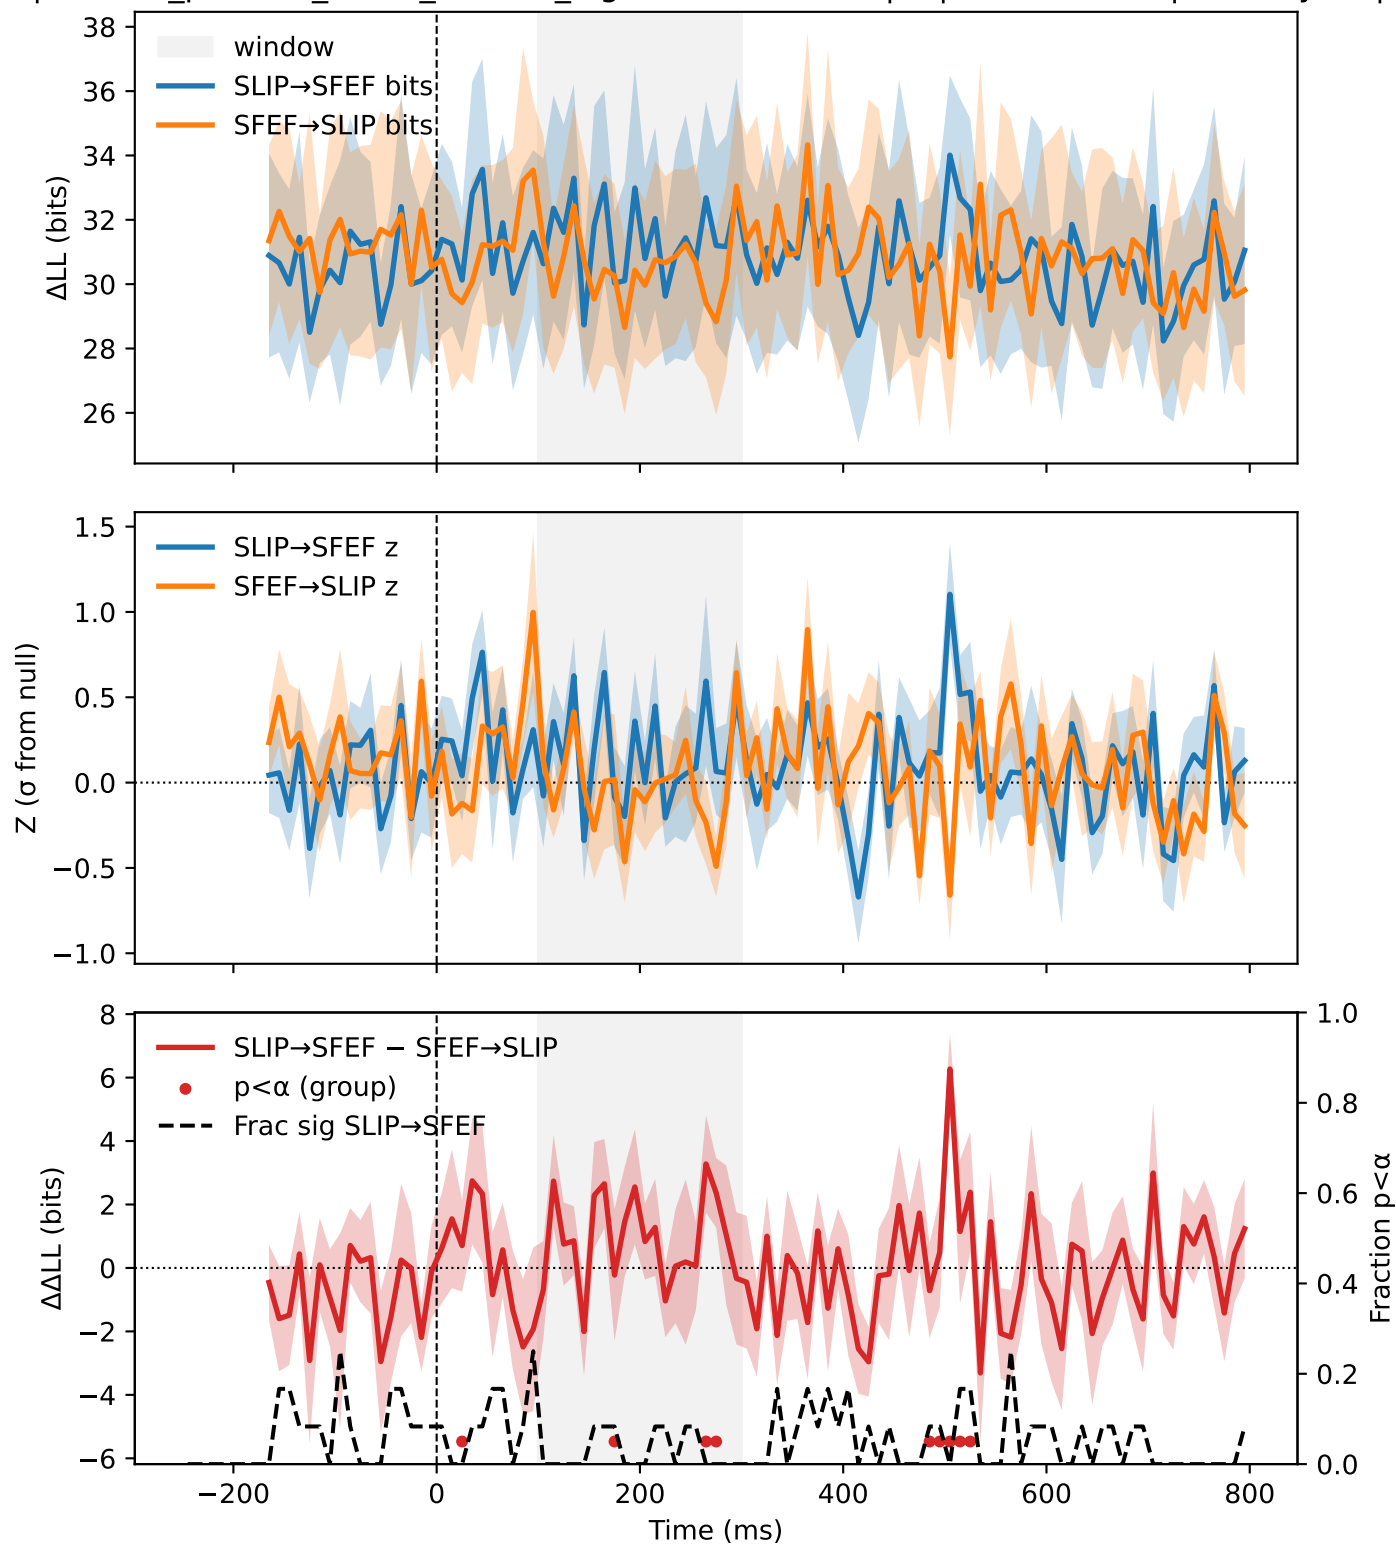 38
36
34
32
30
28
26
ΔLL (bits)
window
SLIP→SFEF bits
SFEF→SLIP bits
1.5
1.0
0.5
0.0
−0.5
−1.0
Z (σ from null)
SLIP→SFEF z
SFEF→SLIP z
8
6
4
2
0
−2
−4
−6
ΔΔLL (bits)
SLIP→SFEF − SFEF→SLIP
p<α (group)
Frac sig SLIP→SFEF
1.0
0.8
0.6
0.4
0.2
0.0
Fraction p<α
−200
0
200
400
600
800
Time (ms)